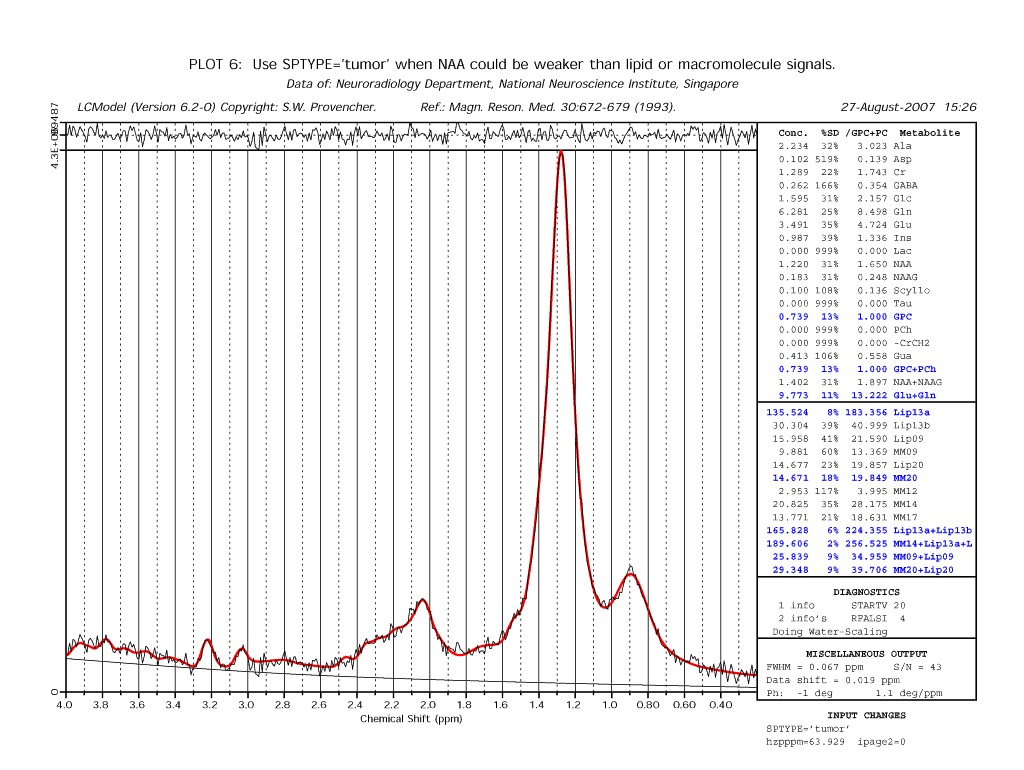 PLOT 6: Use SPTYPE='tumor' when NAA could be weaker than lipid or macromolecule signals.
Data of: Neuroradiology Department, National Neuroscience Institute, Singapore
LCModel (Version 6.2-0) Copyright: S.W. Provencher. Ref.: Magn. Reson. Med. 30:672-679 (1993). 27-August-2007 15:26
Conc. %SD /GPC+PC Metabolite
2.234 32% 3.023 Ala
0.102 519% 0.139 Asp
1.289 22% 1.743 Cr
0.262 166% 0.354 GABA
1.595 31% 2.157 Glc
6.281 25% 8.498 Gln
3.491 35% 4.724 Glu
0.987 39% 1.336 Ins
0.000 999% 0.000 Lac
1.220 31% 1.650 NAA
0.183 31% 0.248 NAAG
0.100 108% 0.136 Scyllo
0.000 999% 0.000 Tau
0.739 13% 1.000 GPC
0.000 999% 0.000 PCh
0.000 999% 0.000 -CrCH2
0.413 106% 0.558 Gua
0.739 13% 1.000 GPC+PCh
1.402 31% 1.897 NAA+NAAG
9.773 11% 13.222 Glu+Gln
135.524 8% 183.356 Lip13a
30.304 39% 40.999 Lip13b
15.958 41% 21.590 Lip09
9.881 60% 13.369 MM09
14.677 23% 19.857 Lip20
14.671 18% 19.849 MM20
2.953 117% 3.995 MM12
20.825 35% 28.175 MM14
13.771 21% 18.631 MM17
165.828 6% 224.355 Lip13a+Lip13b
189.606 2% 256.525 MM14+Lip13a+L
25.839 9% 34.959 MM09+Lip09
29.348 9% 39.706 MM20+Lip20
DIAGNOSTICS
1 info STARTV 20
2 info's RFALSI 4
Doing Water-Scaling
MISCELLANEOUS OUTPUT
FWHM = 0.067 ppm S/N = 43
Data shift = 0.019 ppm
Ph: -1 deg 1.1 deg/ppm
INPUT CHANGES
SPTYPE='tumor'
hzpppm=63.929 ipage2=0
0
4.0 3.8 3.6 3.4 3.2 3.0 2.8 2.6 2.4 2.2 2.0 1.8 1.6 1.4 1.2 1.0 0.80 0.60 0.40
Chemical Shift (ppm)